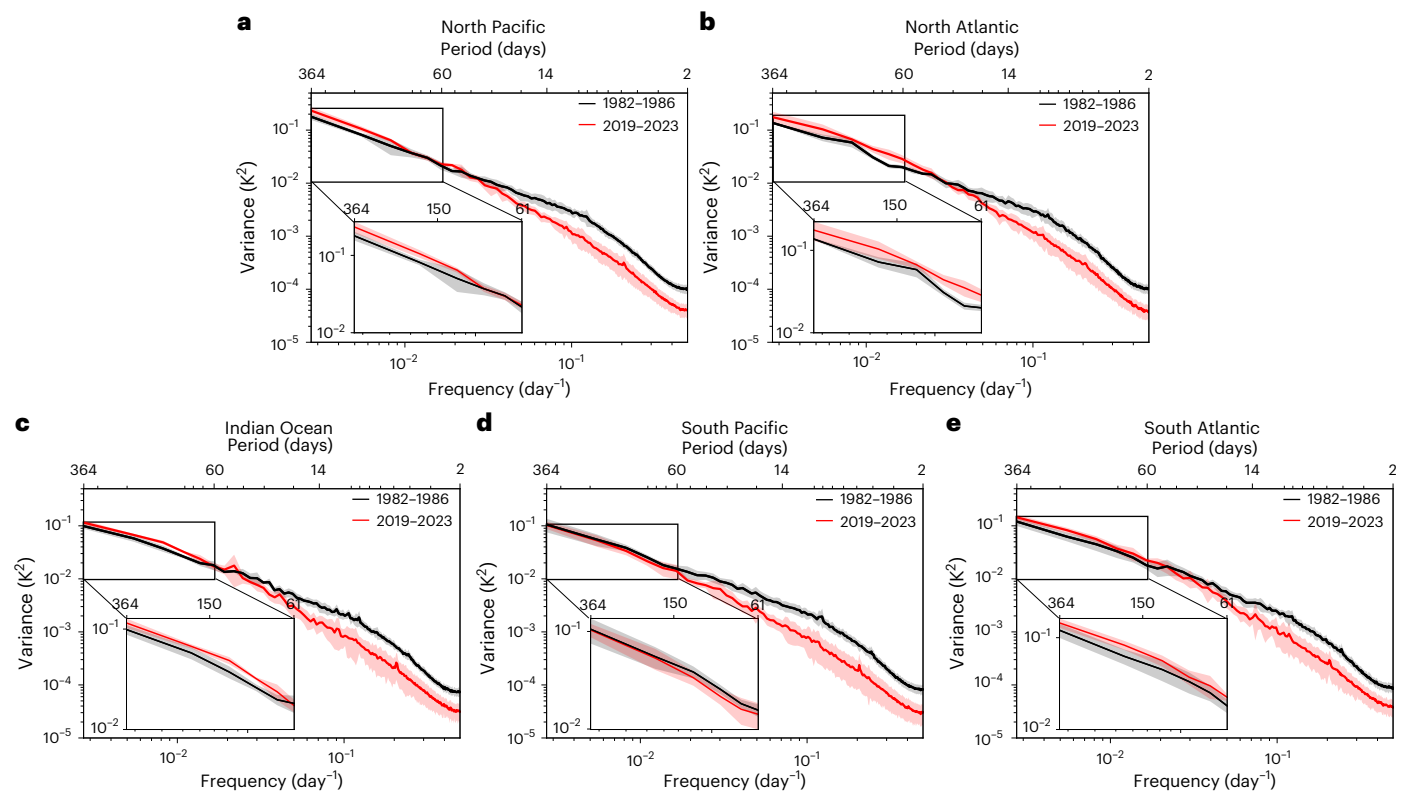 a
North Pacific
Period (days)
364 60 14 2
1982–1986
2019–2023
Variance (K²)
10⁻¹
10⁻²
10⁻³
10⁻⁴
10⁻⁵
364 150 61
10⁻¹
10⁻²
10⁻² 10⁻¹
Frequency (day⁻¹)
b
North Atlantic
Period (days)
364 60 14 2
1982–1986
2019–2023
Variance (K²)
10⁻¹
10⁻²
10⁻³
10⁻⁴
10⁻⁵
364 150 61
10⁻¹
10⁻²
10⁻² 10⁻¹
Frequency (day⁻¹)
c
Indian Ocean
Period (days)
364 60 14 2
1982–1986
2019–2023
Variance (K²)
10⁻¹
10⁻²
10⁻³
10⁻⁴
10⁻⁵
364 150 61
10⁻¹
10⁻²
10⁻² 10⁻¹
Frequency (day⁻¹)
d
South Pacific
Period (days)
364 60 14 2
1982–1986
2019–2023
Variance (K²)
10⁻¹
10⁻²
10⁻³
10⁻⁴
10⁻⁵
364 150 61
10⁻¹
10⁻²
10⁻² 10⁻¹
Frequency (day⁻¹)
e
South Atlantic
Period (days)
364 60 14 2
1982–1986
2019–2023
Variance (K²)
10⁻¹
10⁻²
10⁻³
10⁻⁴
10⁻⁵
364 150 61
10⁻¹
10⁻²
10⁻² 10⁻¹
Frequency (day⁻¹)